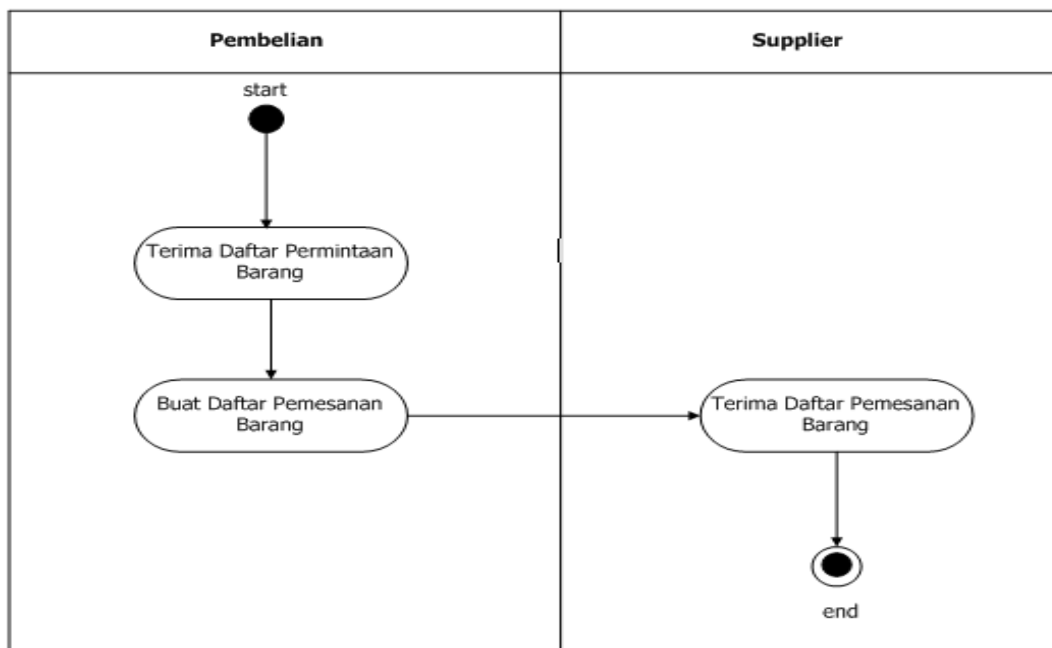 Pembelian
Supplier
start
Terima Daftar Permintaan
Barang
Buat Daftar Pemesanan
Barang
Terima Daftar Pemesanan
Barang
end